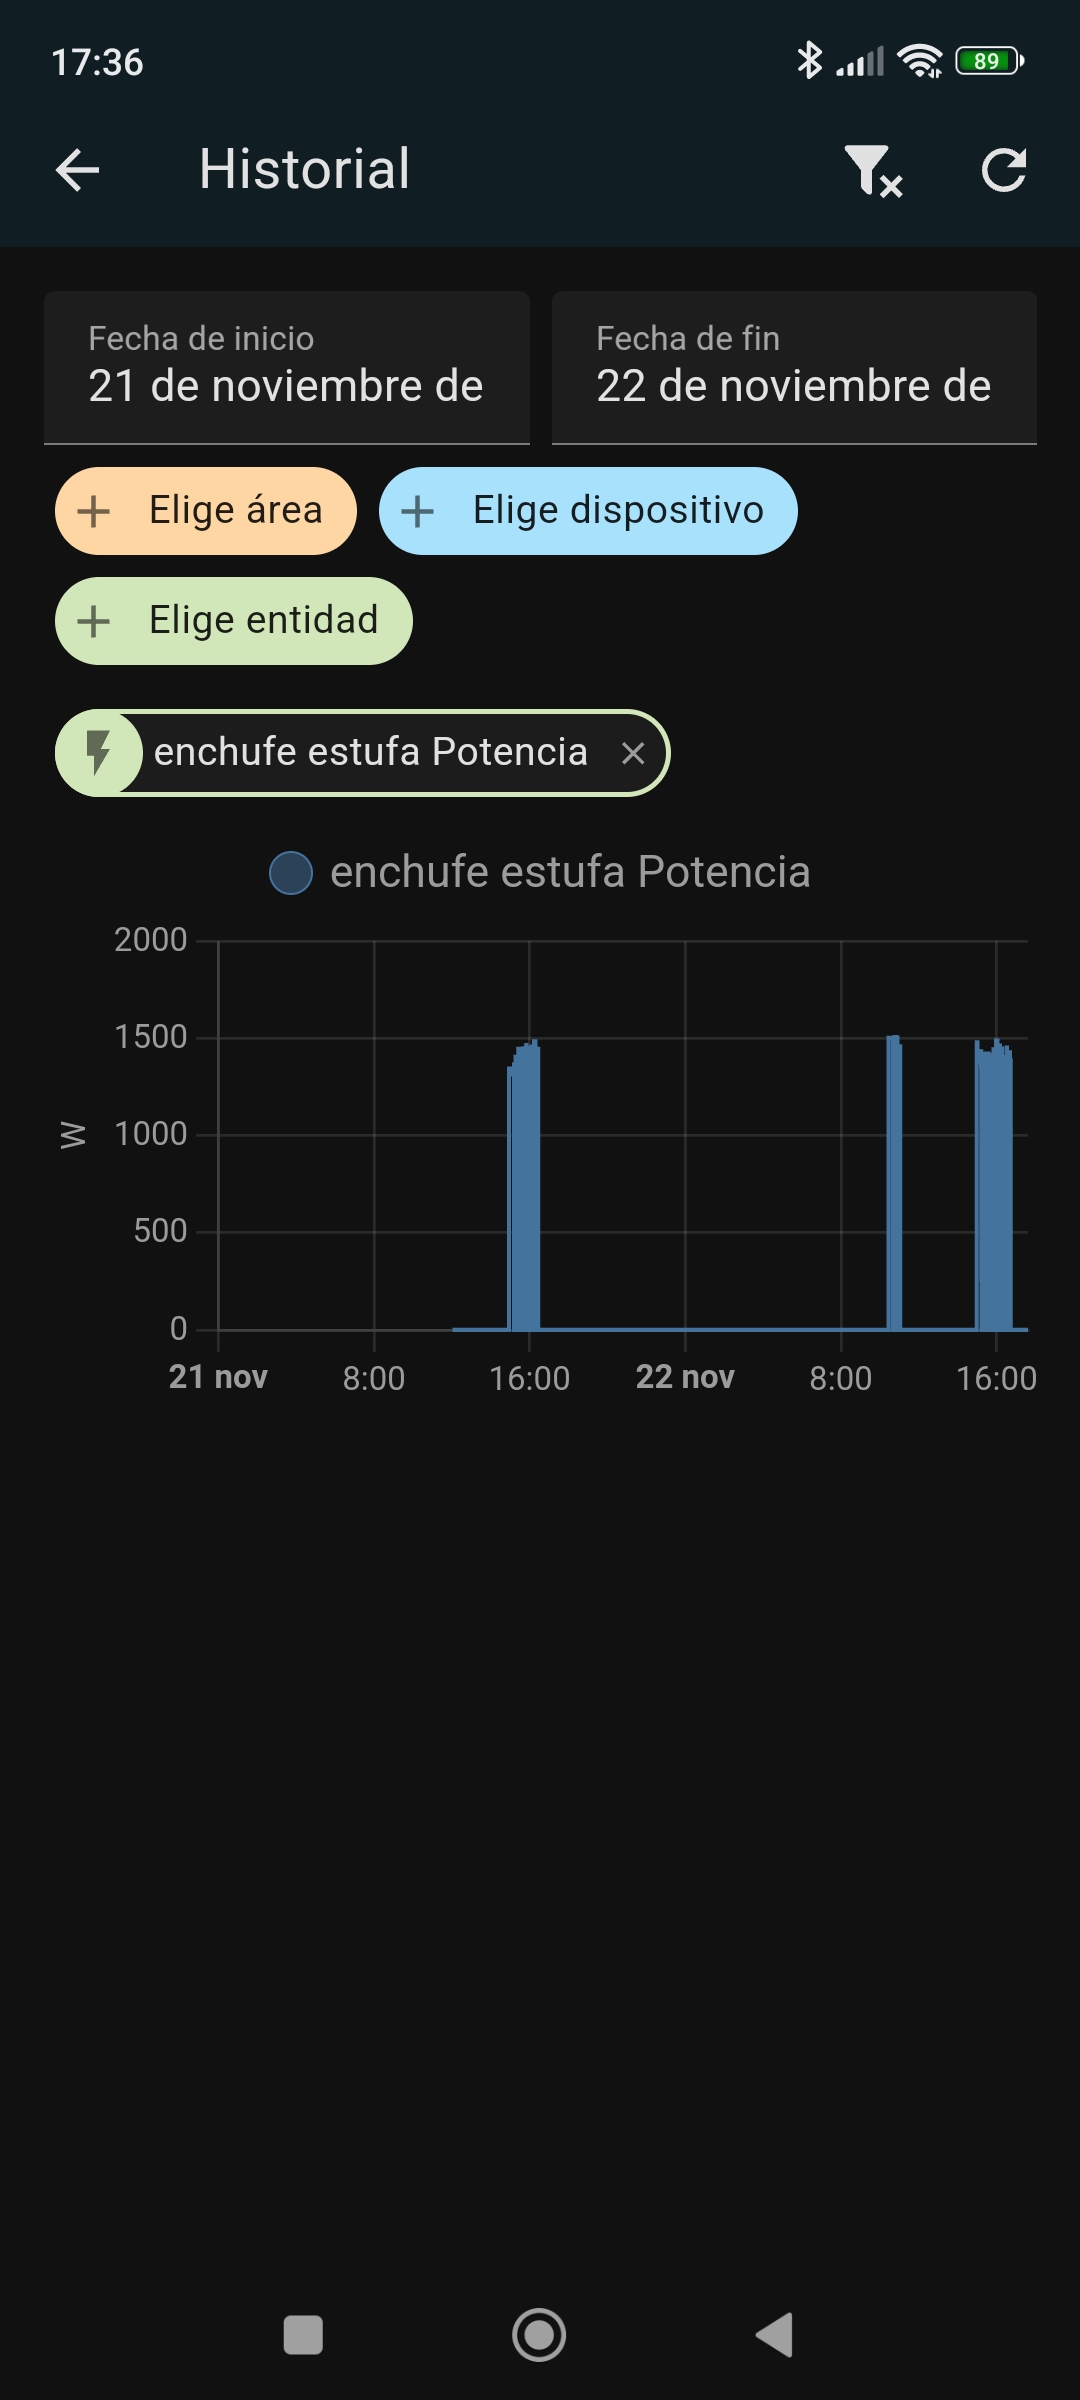 17:36
89
Historial
Fecha de inicio
21 de noviembre de
Fecha de fin
22 de noviembre de
Elige área
Elige dispositivo
Elige entidad
enchufe estufa Potencia
enchufe estufa Potencia
2000
1500
W
1000
500
0
21 nov
8:00
16:00
22 nov
8:00
16:00